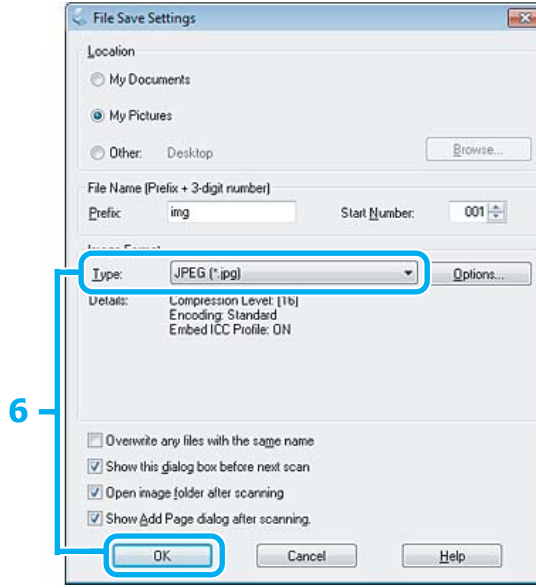 File Save Settings
Location
My Documents
My Pictures
Other: Desktop Browse...
File Name (Prefix + 3-digit number)
Prefix: img Start Number: 001
Image Format
Type: JPEG (*.jpg) Options...
Details: Compression Level: [16]
Encoding: Standard
Embed ICC Profile: ON
6
Overwrite any files with the same name
Show this dialog box before next scan
Open image folder after scanning
Show Add Page dialog after scanning.
OK Cancel Help